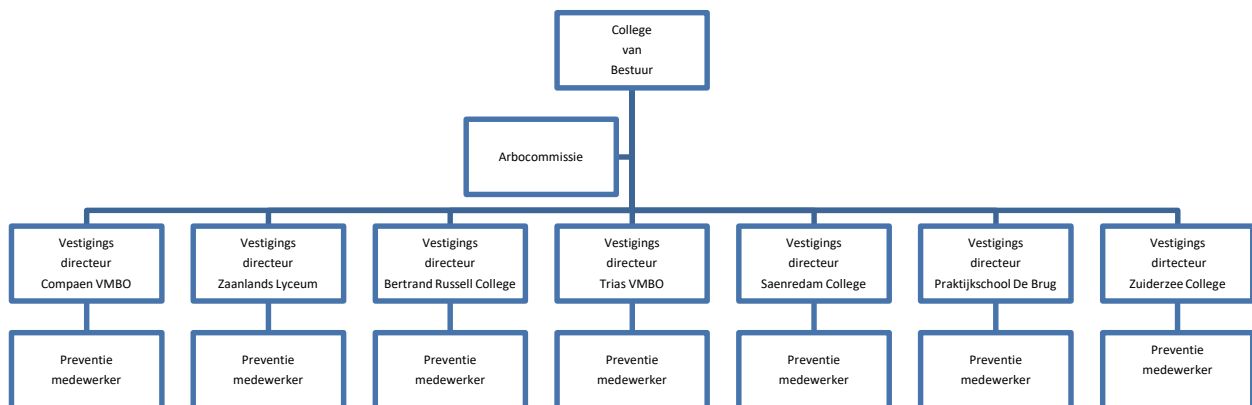 College
van
Bestuur
Arbocommissie
Vestigings
directeur
Compaen VMBO
Vestigings
directeur
Zaanlands Lyceum
Vestigings
directeur
Bertrand Russell College
Vestigings
directeur
Trias VMBO
Vestigings
directeur
Saenredam College
Vestigings
directeur
Praktijkschool De Brug
Vestigings
dirtecteur
Zuiderzee College
Preventie
medewerker
Preventie
medewerker
Preventie
medewerker
Preventie
medewerker
Preventie
medewerker
Preventie
medewerker
Preventie
medewerker